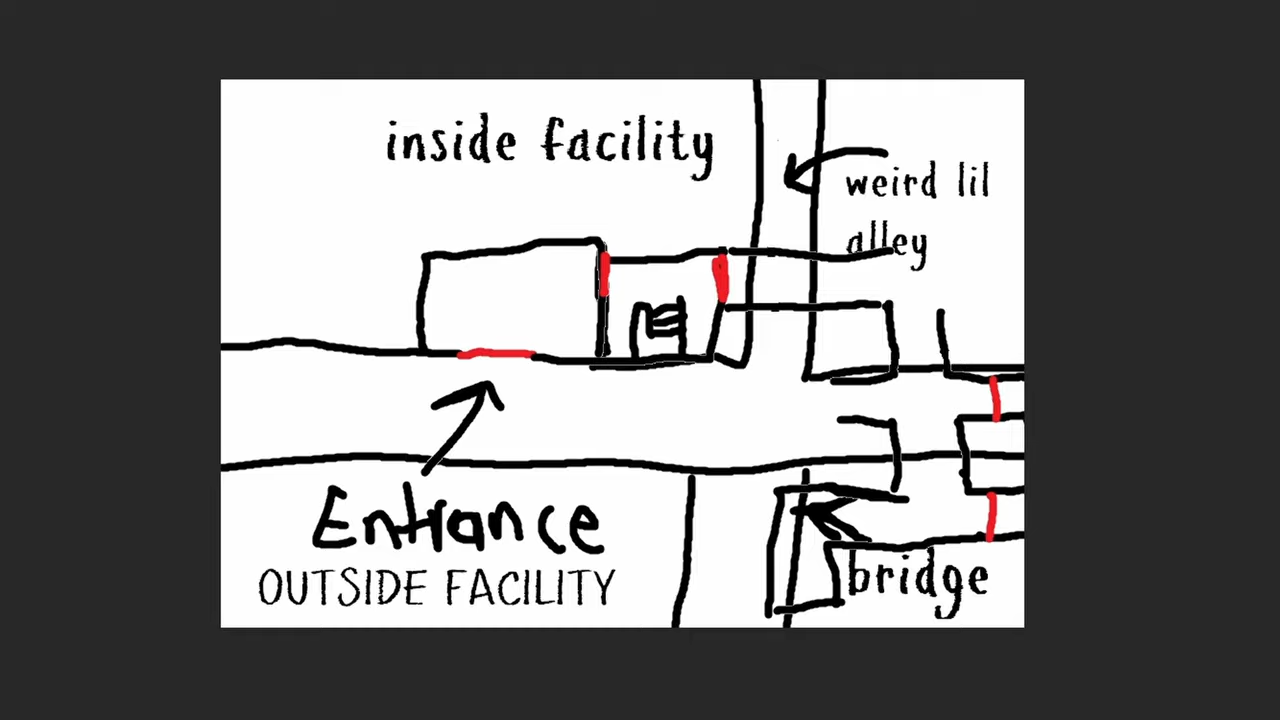 inside facility
weird lil
alley
Entrance
OUTSIDE FACILITY
bridge